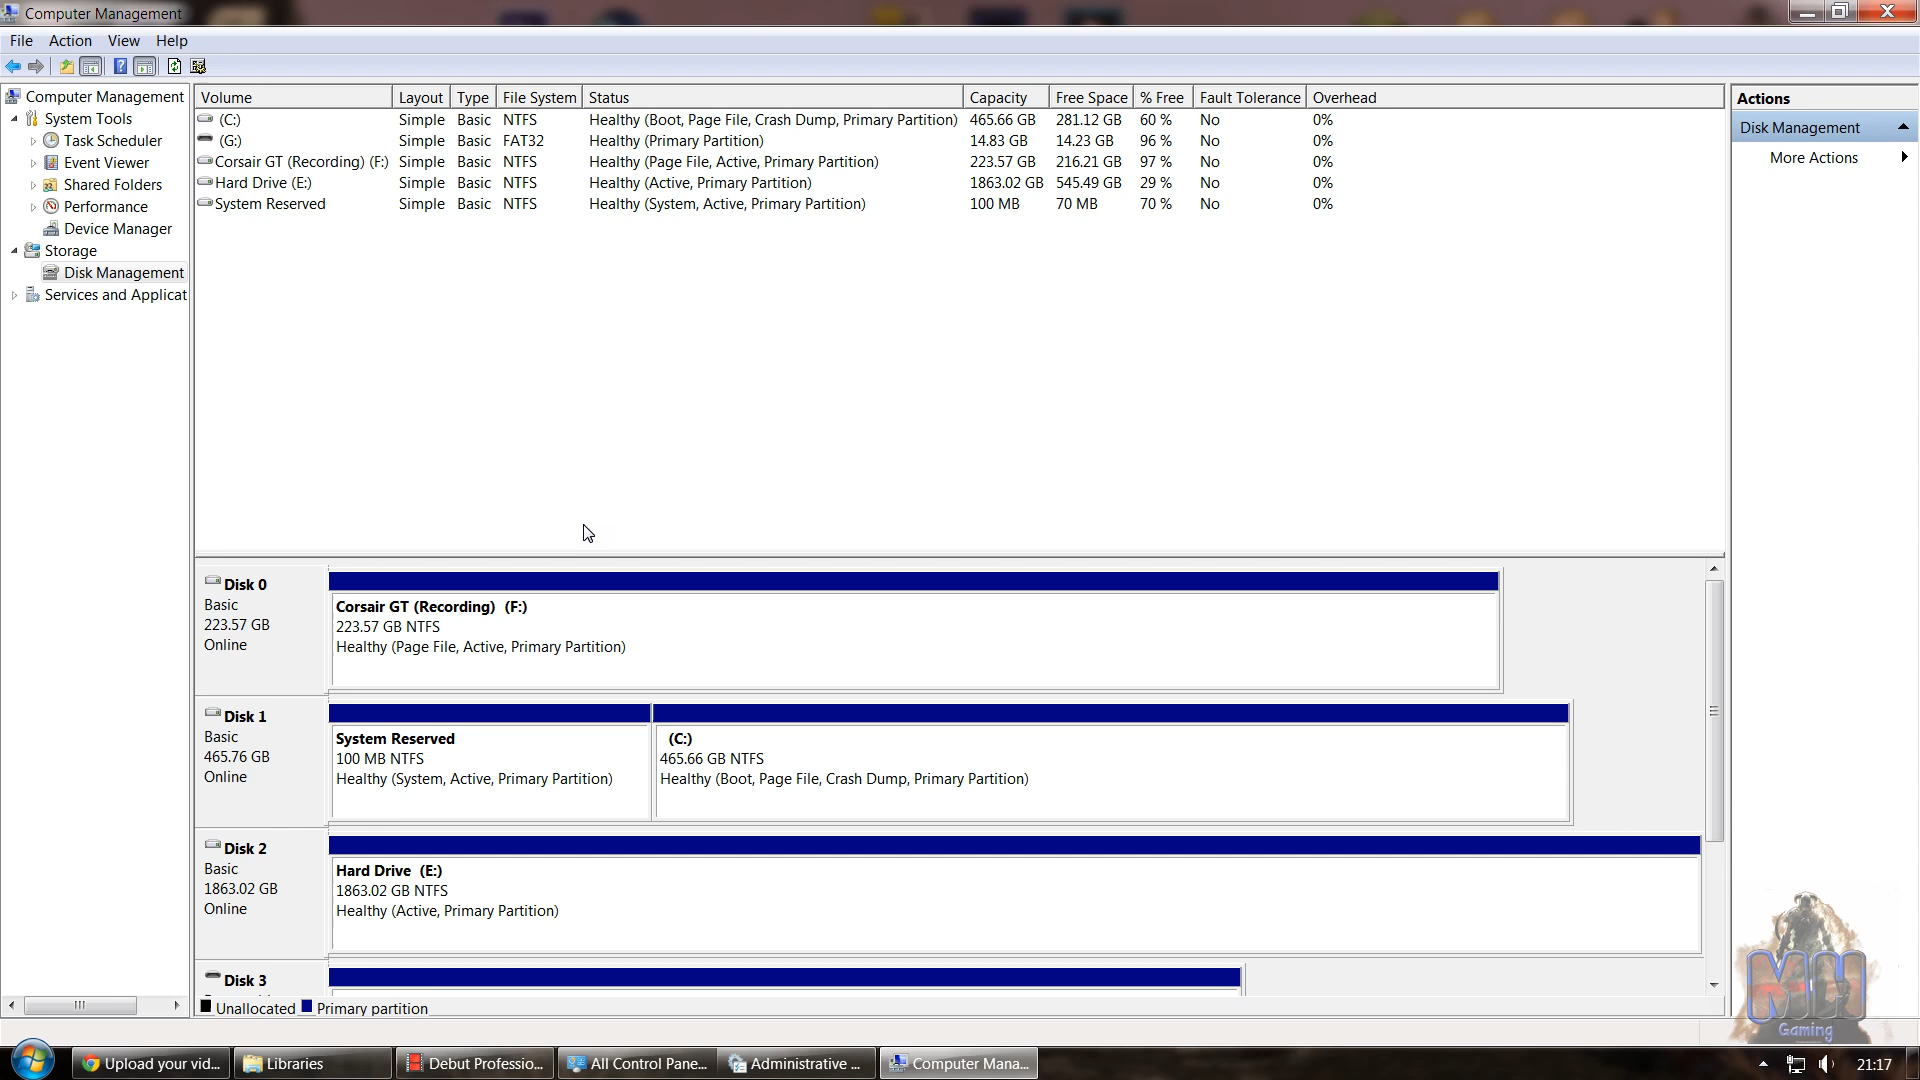 Computer Management
File Action View Help
Computer Management
System Tools
Task Scheduler
Event Viewer
Shared Folders
Performance
Device Manager
Storage
Disk Management
Services and Applicat
Volume Layout Type File System Status Capacity Free Space % Free Fault Tolerance Overhead
(C:) Simple Basic NTFS Healthy (Boot, Page File, Crash Dump, Primary Partition) 465.66 GB 281.12 GB 60 % No 0%
(G:) Simple Basic FAT32 Healthy (Primary Partition) 14.83 GB 14.23 GB 96 % No 0%
Corsair GT (Recording) (F:) Simple Basic NTFS Healthy (Page File, Active, Primary Partition) 223.57 GB 216.21 GB 97 % No 0%
Hard Drive (E:) Simple Basic NTFS Healthy (Active, Primary Partition) 1863.02 GB 545.49 GB 29 % No 0%
System Reserved Simple Basic NTFS Healthy (System, Active, Primary Partition) 100 MB 70 MB 70 % No 0%
Disk 0
Basic
223.57 GB
Online
Corsair GT (Recording) (F:)
223.57 GB NTFS
Healthy (Page File, Active, Primary Partition)
Disk 1
Basic
465.76 GB
Online
System Reserved
100 MB NTFS
Healthy (System, Active, Primary Partition)
(C:)
465.66 GB NTFS
Healthy (Boot, Page File, Crash Dump, Primary Partition)
Disk 2
Basic
1863.02 GB
Online
Hard Drive (E:)
1863.02 GB NTFS
Healthy (Active, Primary Partition)
Disk 3
Unallocated Primary partition
Actions
Disk Management
More Actions
MH
Gaming
Upload your vid... Libraries Debut Professio... All Control Pane... Administrative ... Computer Mana... 21:17